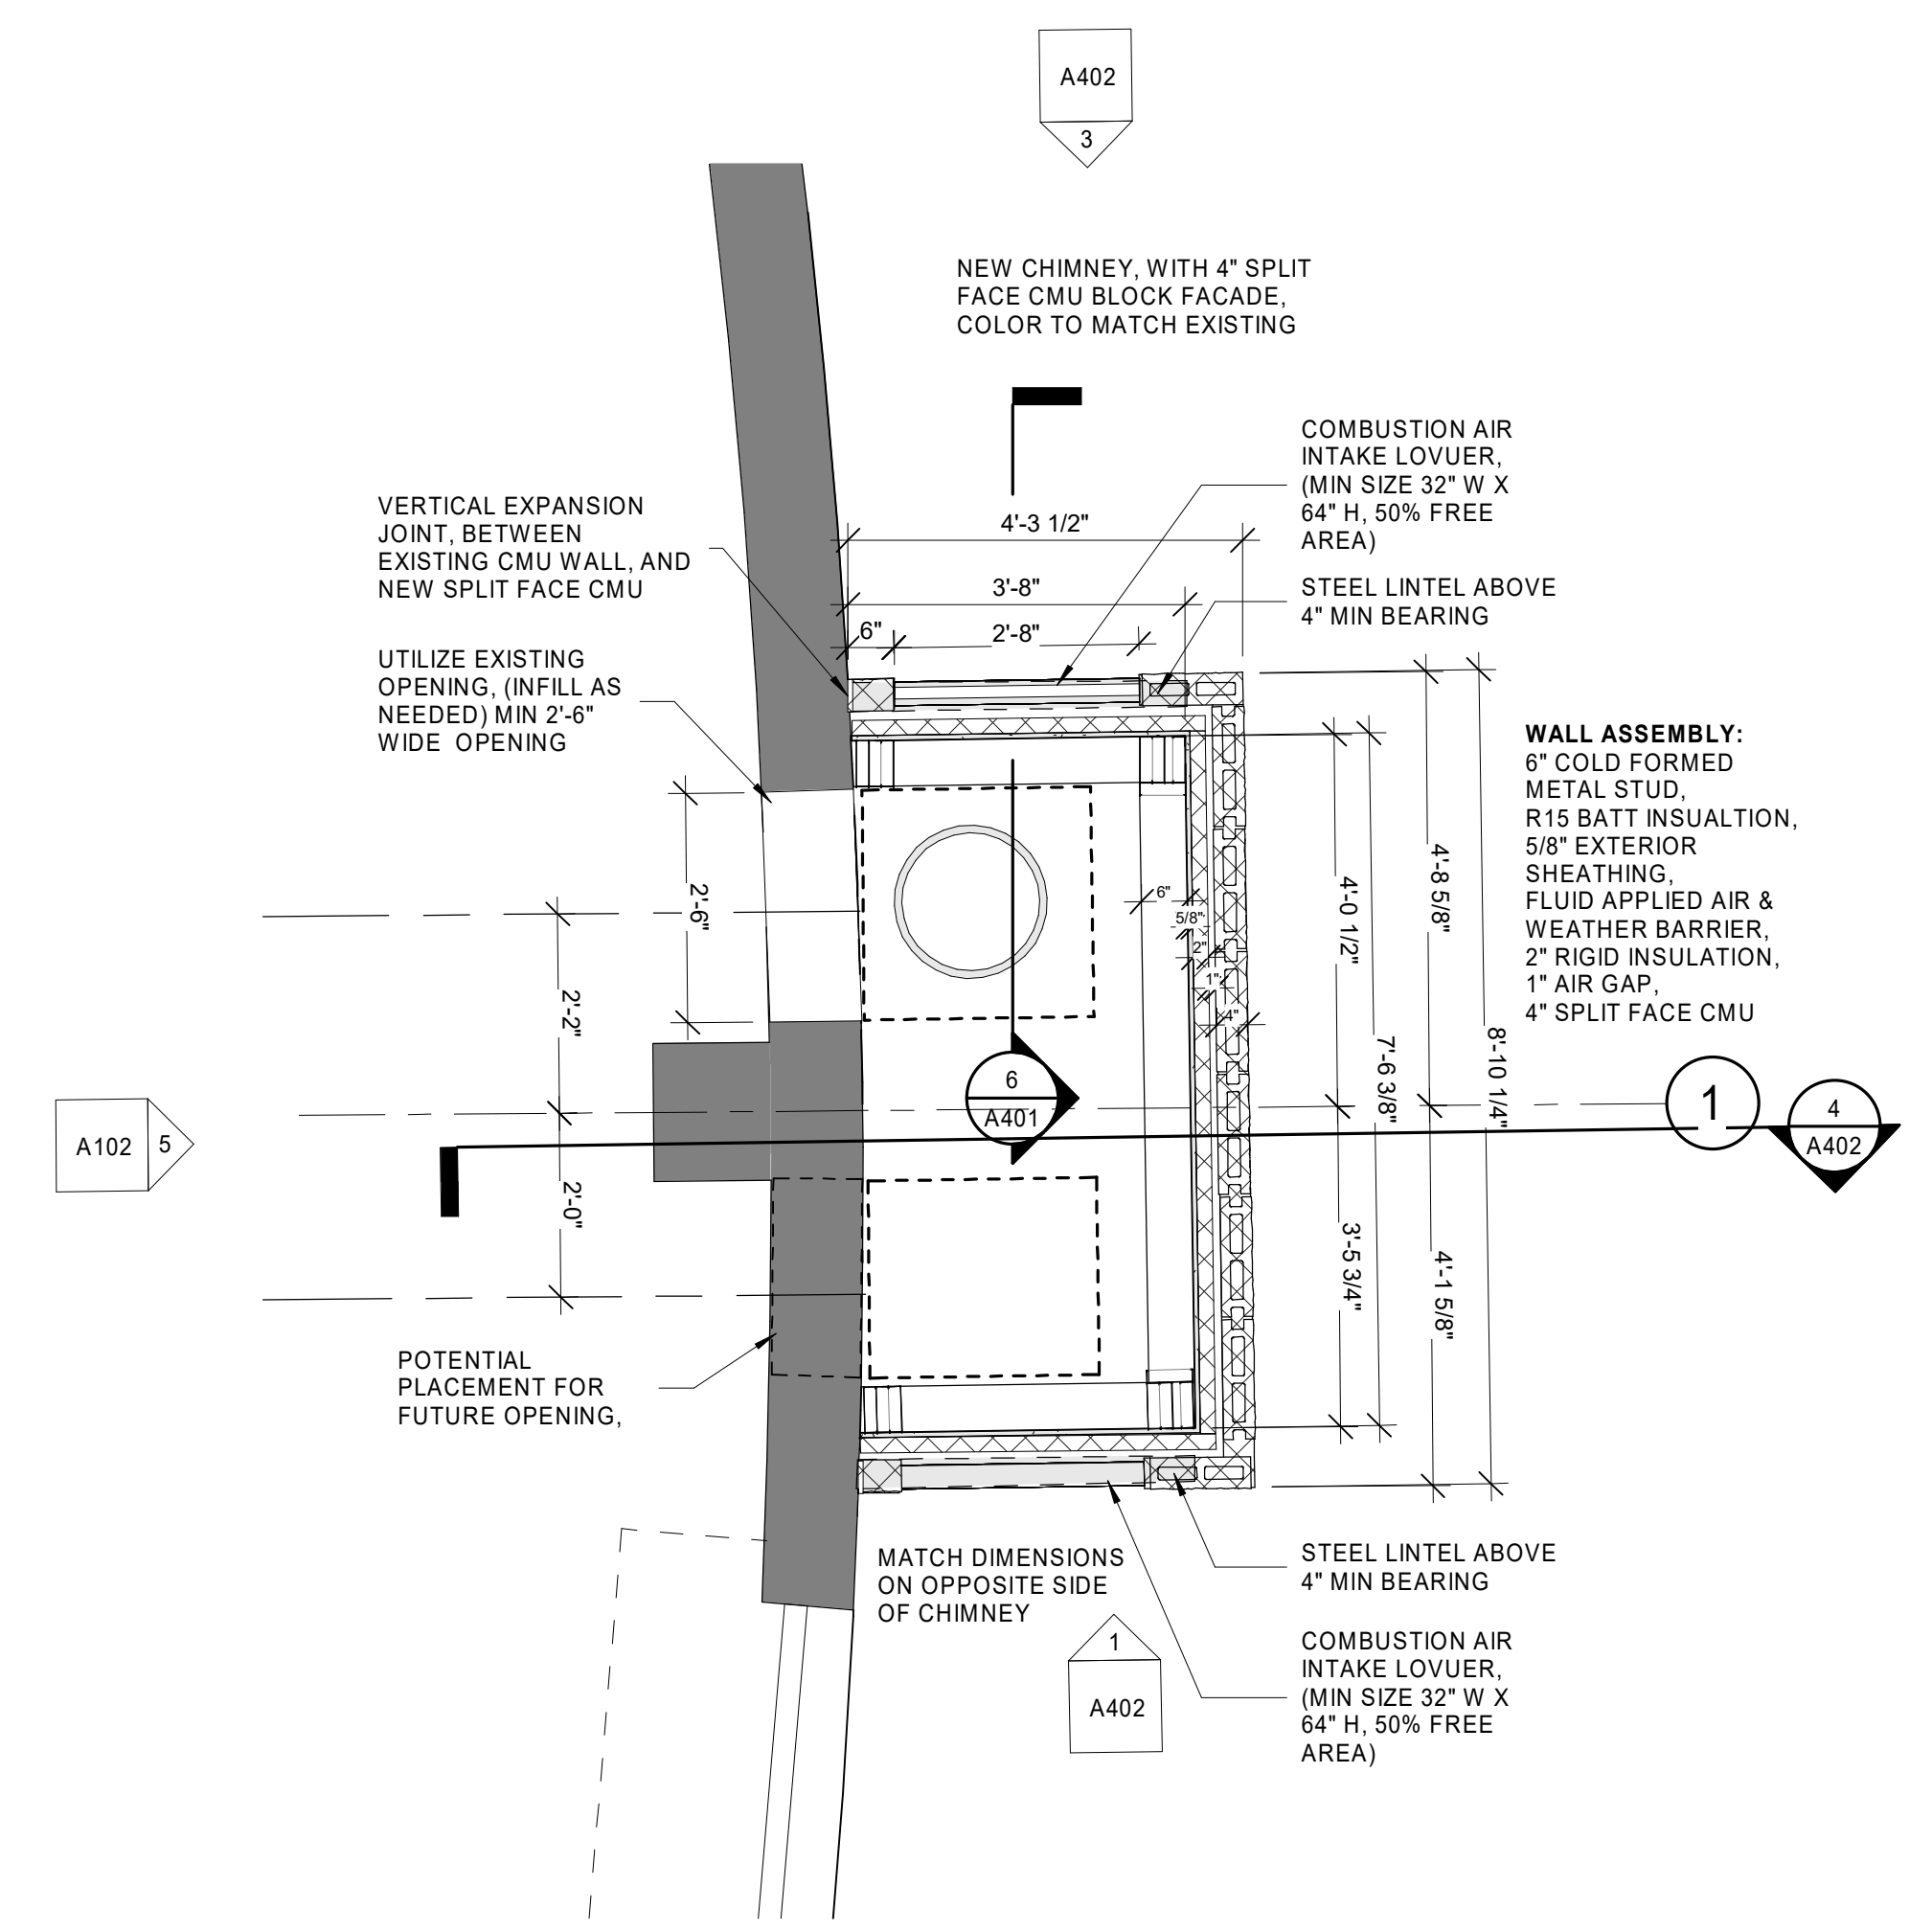 A402
3
NEW CHIMNEY, WITH 4" SPLIT
FACE CMU BLOCK FACADE,
COLOR TO MATCH EXISTING
COMBUSTION AIR
INTAKE LOVUER,
(MIN SIZE 32" W X
64" H, 50% FREE
AREA)
VERTICAL EXPANSION
JOINT, BETWEEN
EXISTING CMU WALL, AND
NEW SPLIT FACE CMU
4'-3 1/2"
3'-8"
6"
2'-8"
STEEL LINTEL ABOVE
4" MIN BEARING
UTILIZE EXISTING
OPENING, (INFILL AS
NEEDED) MIN 2'-6"
WIDE OPENING
WALL ASSEMBLY:
6" COLD FORMED
METAL STUD,
R15 BATT INSUALTION,
5/8" EXTERIOR
SHEATHING,
FLUID APPLIED AIR &
WEATHER BARRIER,
2" RIGID INSULATION,
1" AIR GAP,
4" SPLIT FACE CMU
2'-6"
2'-2"
2'-0"
6"
5/8"
2"
1"
4"
4'-0 1/2"
4'-8 5/8"
7'-6 3/8"
8'-10 1/4"
3'-5 3/4"
4'-1 5/8"
6
A401
1
4
A402
A102
5
POTENTIAL
PLACEMENT FOR
FUTURE OPENING,
MATCH DIMENSIONS
ON OPPOSITE SIDE
OF CHIMNEY
STEEL LINTEL ABOVE
4" MIN BEARING
1
A402
COMBUSTION AIR
INTAKE LOVUER,
(MIN SIZE 32" W X
64" H, 50% FREE
AREA)